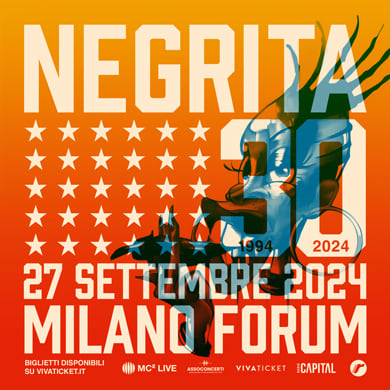 NEGRITA
30
1994 2024
27 SETTEMBRE 2024
MILANO FORUM
BIGLIETTI DISPONIBILI
SU VIVATICKET.IT
MC² LIVE
ASSOCONCERTI
VIVATICKET
CAPITAL